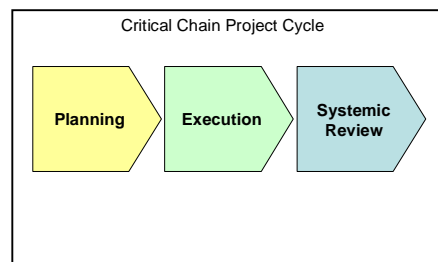 Critical Chain Project Cycle
Planning
Execution
Systemic
Review